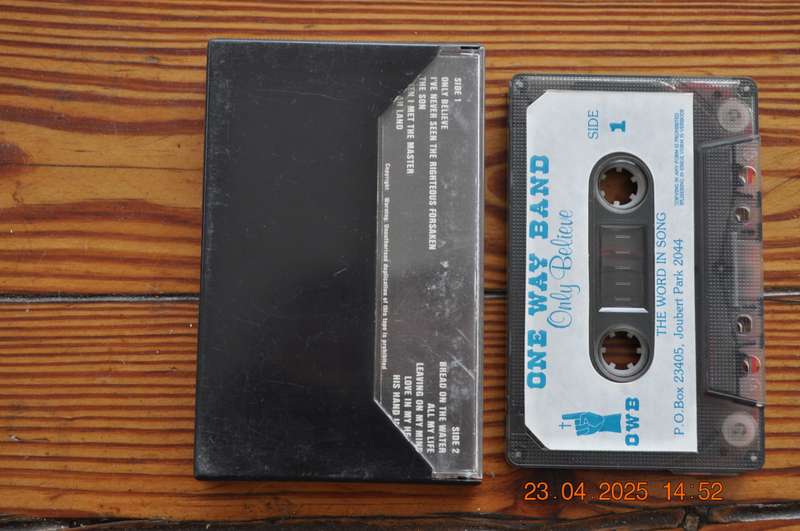 SIDE 1
ONLY BELIEVE
I'VE NEVER SEEN THE RIGHTEOUS FORSAKEN
THE SON
I MET THE MASTER
LAND
Copyright Warning: Unauthorised duplication of this tape is prohibited
SIDE 2
BREAD ON THE WATER
ALL MY LIFE
LEAVING ON MY MIND
LOVE IN MY
HIS HAND
ONE WAY BAND
Only Believe
SIDE
1
THE WORD IN SONG
P.O.Box 23405, Joubert Park 2044
OWB
23.04.2025 14:52